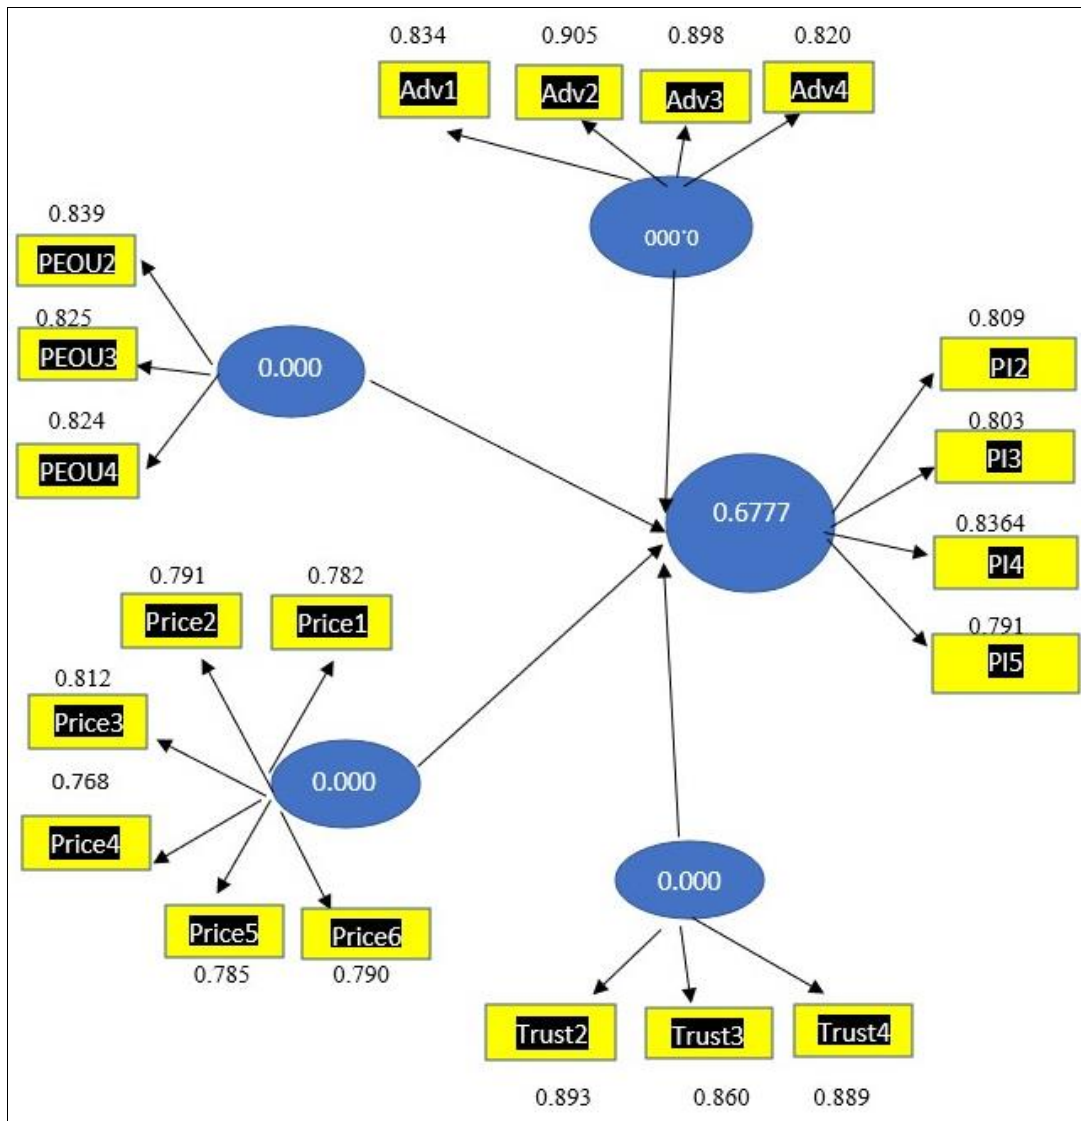 0.834 0.905 0.898 0.820
Adv1 Adv2 Adv3 Adv4
0.000
0.839
PEOU2
0.825
PEOU3
0.824
PEOU4
0.000
0.809
PI2
0.803
PI3
0.8364
PI4
0.791
PI5
0.6777
0.791 0.782
Price2 Price1
0.812
Price3
0.768
Price4
0.000
Price5 Price6
0.785 0.790
0.000
Trust2 Trust3 Trust4
0.893 0.860 0.889